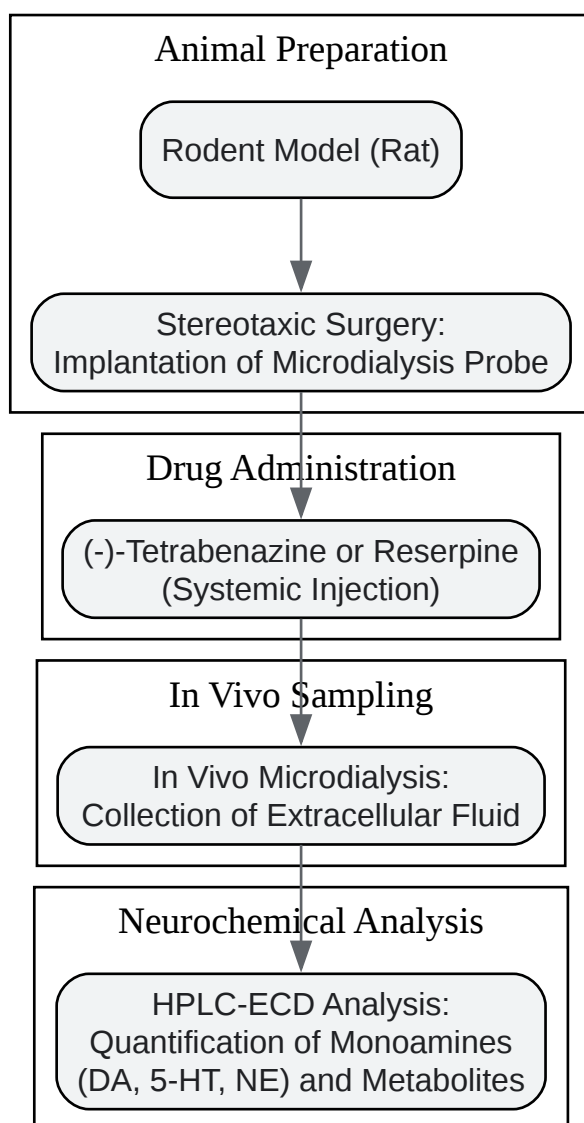 Animal Preparation
Rodent Model (Rat)
Stereotaxic Surgery:
Implantation of Microdialysis Probe
Drug Administration
(-)-Tetrabenazine or Reserpine
(Systemic Injection)
In Vivo Sampling
In Vivo Microdialysis:
Collection of Extracellular Fluid
Neurochemical Analysis
HPLC-ECD Analysis:
Quantification of Monoamines
(DA, 5-HT, NE) and Metabolites